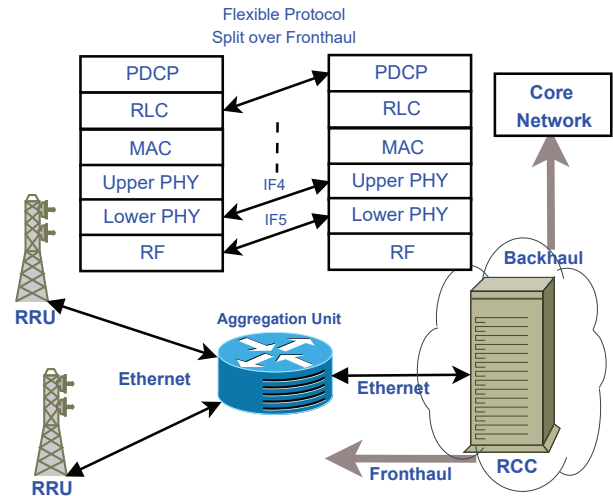 Flexible Protocol
Split over Fronthaul
PDCP
RLC
MAC
Upper PHY
Lower PHY
RF
IF4
IF5
PDCP
RLC
MAC
Upper PHY
Lower PHY
RF
Core
Network
Backhaul
RRU
Aggregation Unit
Ethernet
Ethernet
RRU
Fronthaul
RCC